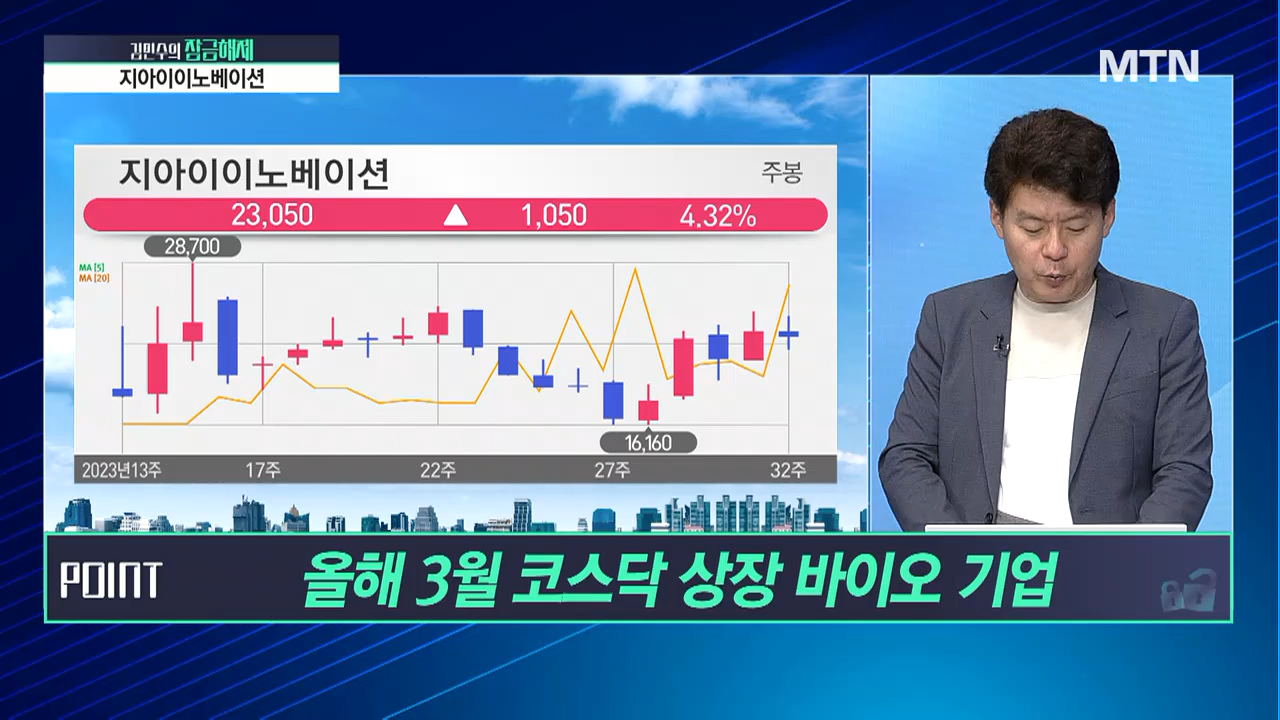 김민수의 잠금해제
지아이이노베이션
MTN
지아이이노베이션
주봉
23,050 ▲ 1,050 4.32%
28,700
MA [5]
MA [20]
16,160
2023년13주 17주 22주 27주 32주
POINT 올해 3월 코스닥 상장 바이오 기업